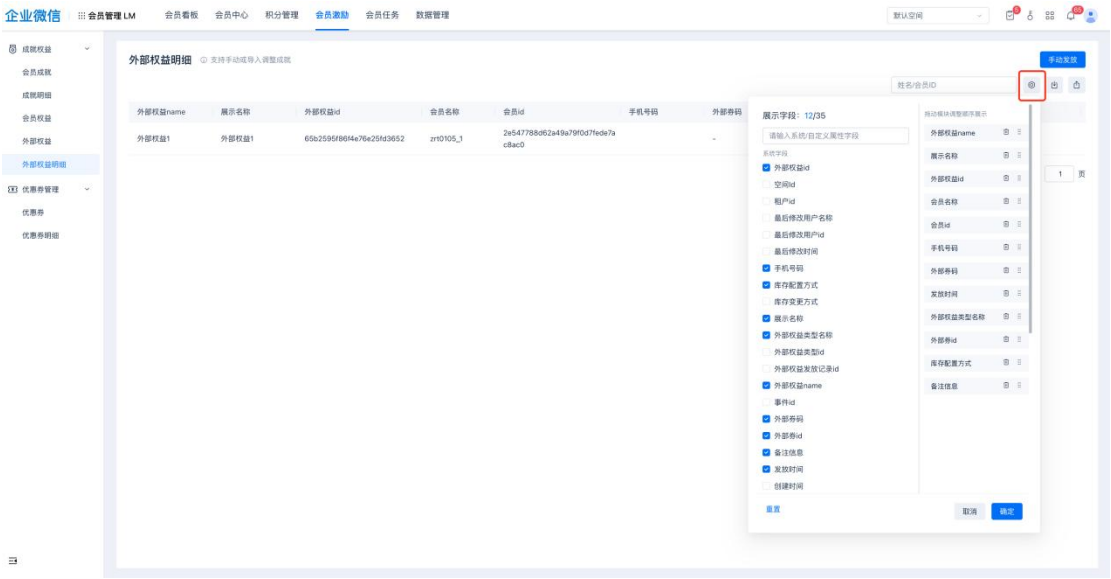 企业微信 会员管理 LM 会员看板 会员中心 积分管理 会员激励 会员任务 数据管理 默认空间 5 65
成就权益
会员成就
成就明细
会员权益
外部权益
外部权益明细
优惠券管理
优惠券
优惠券明细
外部权益明细 支持手动或导入调整成就 手动发放
姓名/会员ID
外部权益name 展示名称 外部权益id 会员名称 会员id 手机号码 外部券码
外部权益1 外部权益1 65b2595f86f4e76e25fd3652 zrt0105_1 2e547788d62a49a79f0d7fede7a
c8ac0 -
1 页
展示字段：12/35
请输入系统/自定义属性字段
系统字段
外部权益id
空间id
租户id
最后修改用户名称
最后修改用户id
最后修改时间
手机号码
库存配置方式
库存变更方式
展示名称
外部权益类型名称
外部权益类型id
外部权益发放记录id
外部权益name
事件id
外部券码
外部券id
备注信息
发放时间
创建时间
拖动模块调整顺序展示
外部权益name
展示名称
外部权益id
会员名称
会员id
手机号码
外部券码
发放时间
外部权益类型名称
外部券id
库存配置方式
备注信息
重置 取消 确定